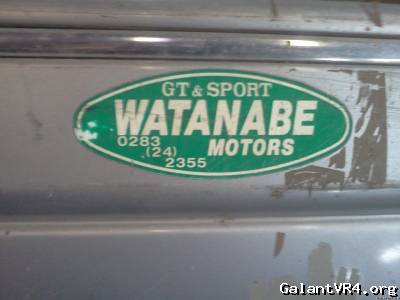 GT & SPORT
WATANABE
MOTORS
0283
(24)
2355
GalantVR4.org